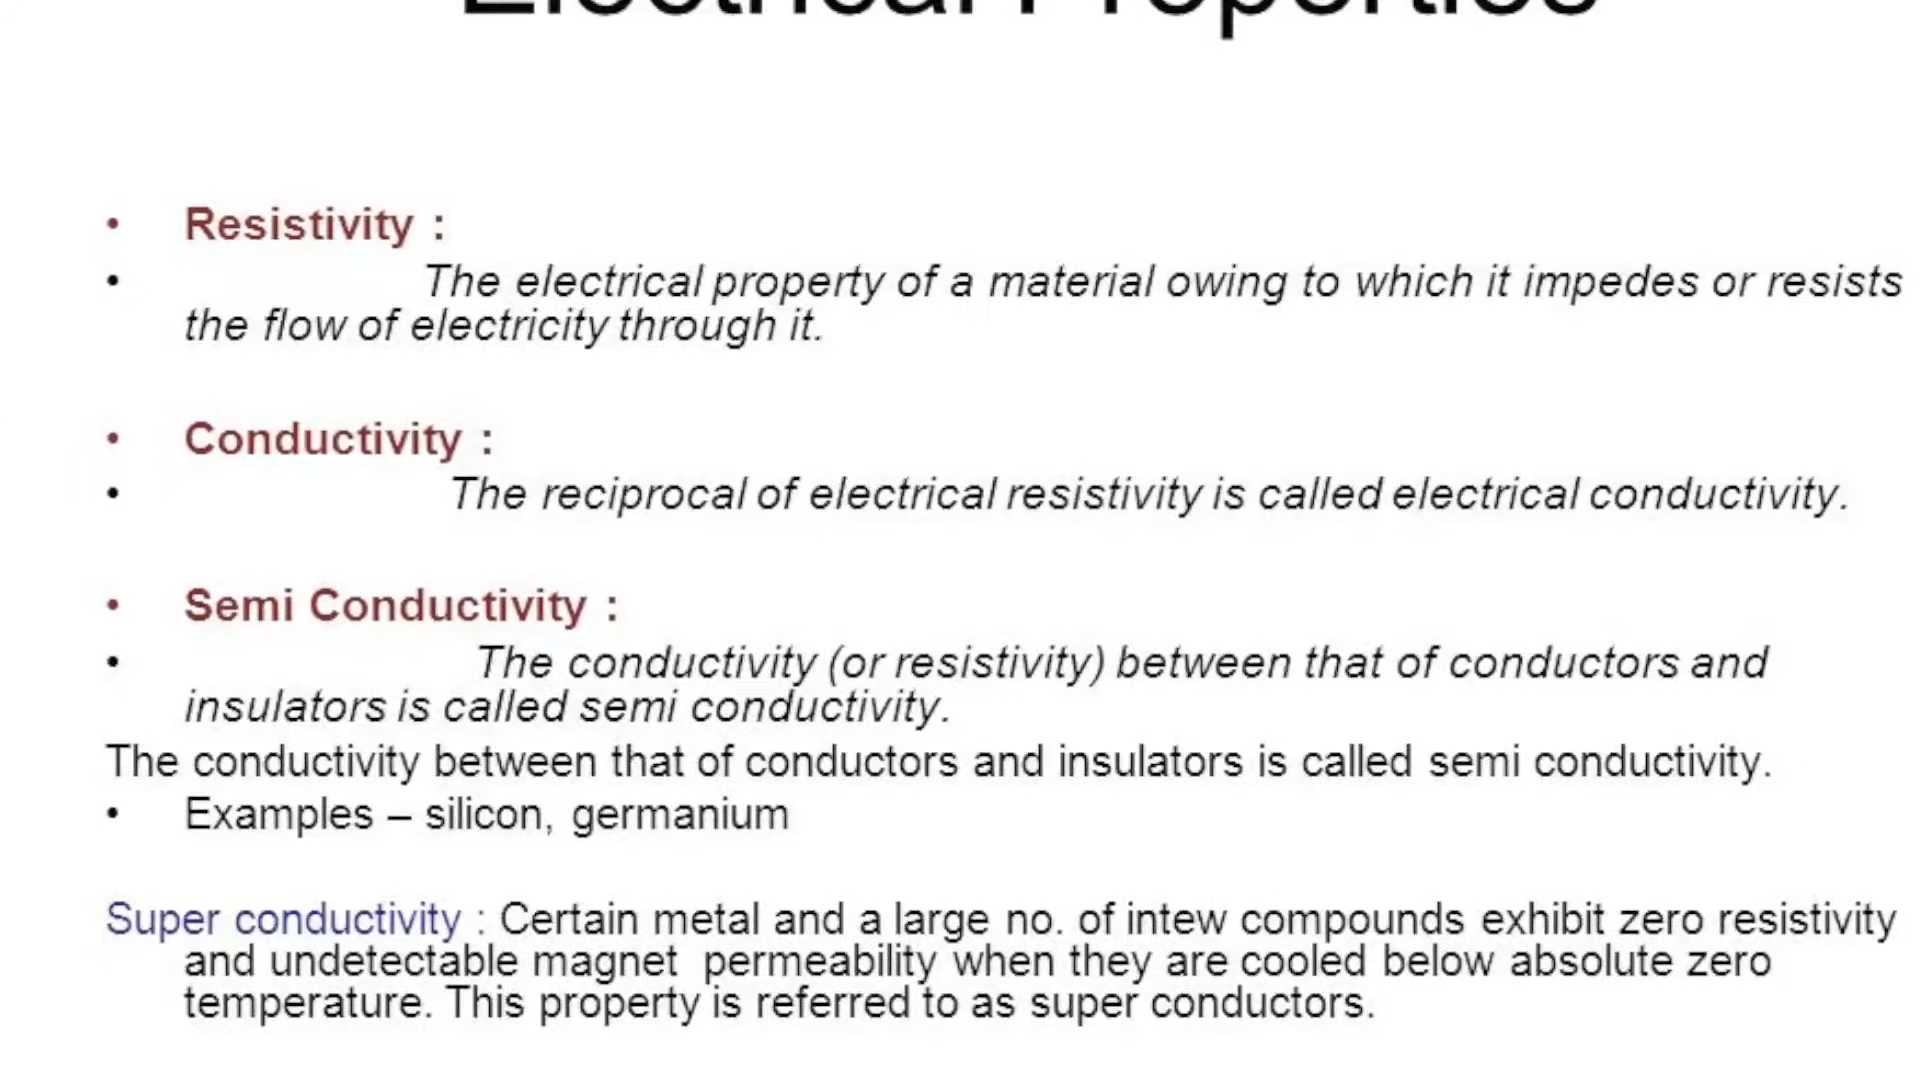 Electrical Properties
• Resistivity :
• The electrical property of a material owing to which it impedes or resists
the flow of electricity through it.
• Conductivity :
• The reciprocal of electrical resistivity is called electrical conductivity.
• Semi Conductivity :
• The conductivity (or resistivity) between that of conductors and
insulators is called semi conductivity.
The conductivity between that of conductors and insulators is called semi conductivity.
• Examples – silicon, germanium
Super conductivity : Certain metal and a large no. of intew compounds exhibit zero resistivity
and undetectable magnet permeability when they are cooled below absolute zero
temperature. This property is referred to as super conductors.